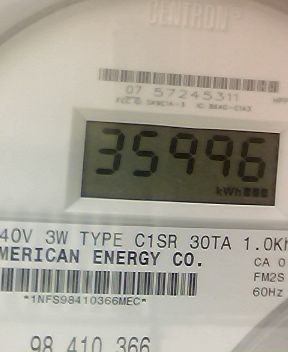 CENTRON®
07 57245311
35996
kWh
40V 3W TYPE C1SR 30TA 1.0Kh
MERICAN ENERGY CO.
CA 0
FM2S
*1NFS98410366MEC*
60Hz
98 410 366